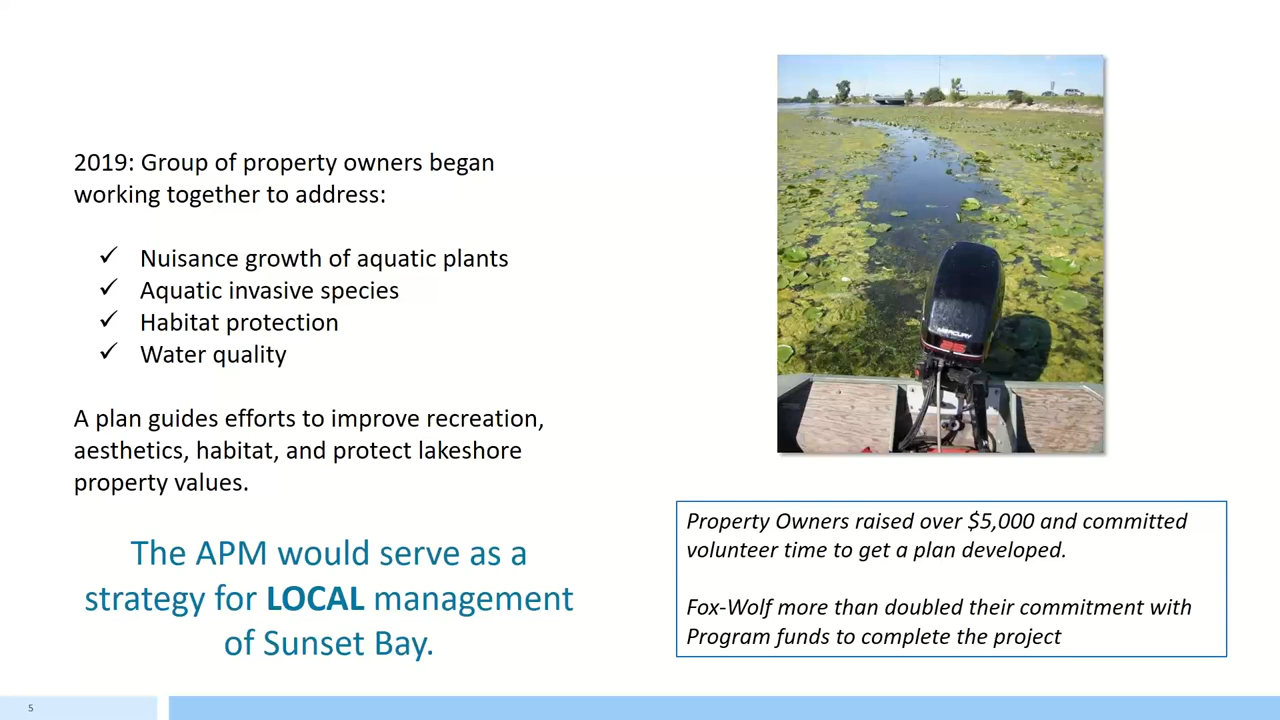 2019: Group of property owners began
working together to address:
✓ Nuisance growth of aquatic plants
✓ Aquatic invasive species
✓ Habitat protection
✓ Water quality
A plan guides efforts to improve recreation,
aesthetics, habitat, and protect lakeshore
property values.
The APM would serve as a
strategy for LOCAL management
of Sunset Bay.
MERCURY
25
Property Owners raised over $5,000 and committed
volunteer time to get a plan developed.
Fox-Wolf more than doubled their commitment with
Program funds to complete the project
5